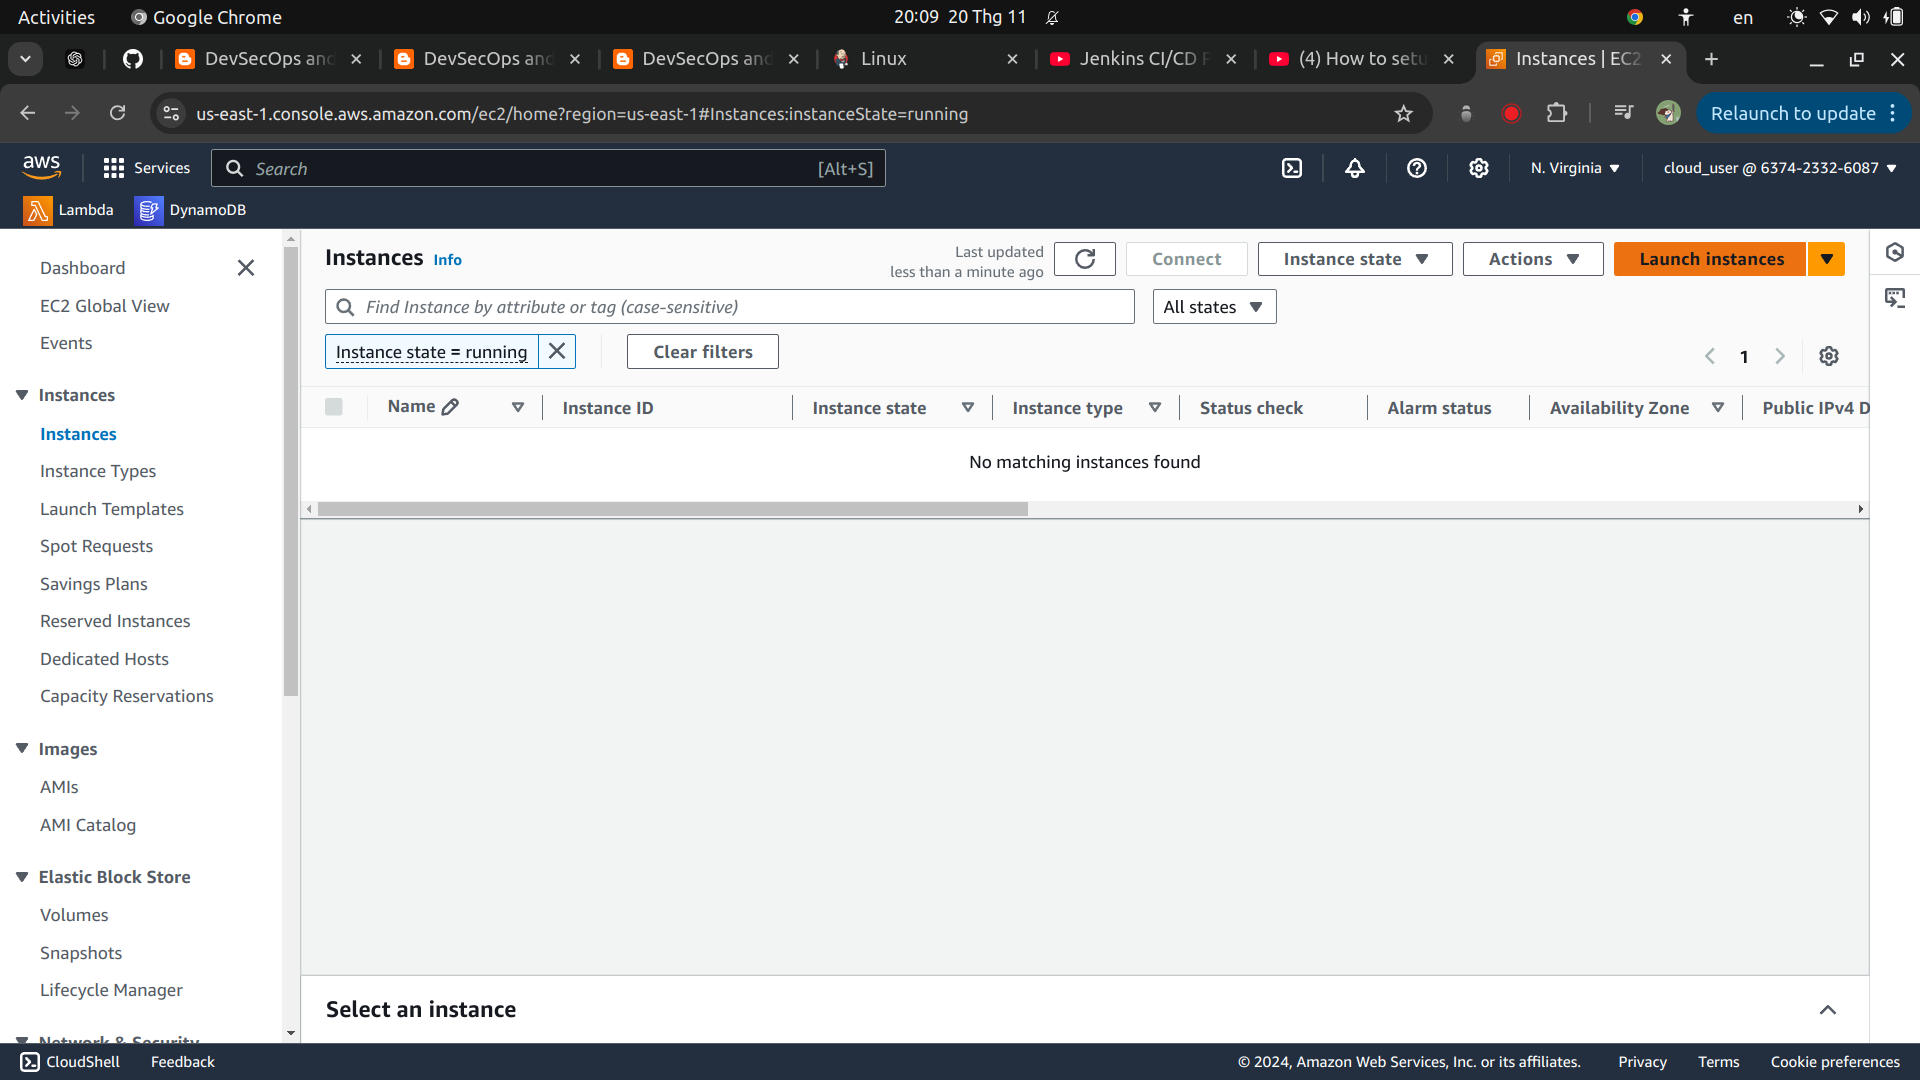 Activities
Google Chrome
20:09 20 Thg 11
en
DevSecOps and
DevSecOps and
DevSecOps and
Linux
Jenkins CI/CD P
(4) How to setu
Instances | EC2
us-east-1.console.aws.amazon.com/ec2/home?region=us-east-1#Instances:instanceState=running
Relaunch to update
aws
Services
Search
[Alt+S]
N. Virginia
cloud_user @ 6374-2332-6087
Lambda
DynamoDB
Dashboard
EC2 Global View
Events
Instances
Instances
Instance Types
Launch Templates
Spot Requests
Savings Plans
Reserved Instances
Dedicated Hosts
Capacity Reservations
Images
AMIs
AMI Catalog
Elastic Block Store
Volumes
Snapshots
Lifecycle Manager
Network & Security
Instances Info
Last updated
less than a minute ago
Connect
Instance state
Actions
Launch instances
Find Instance by attribute or tag (case-sensitive)
All states
Instance state = running
Clear filters
1
Name
Instance ID
Instance state
Instance type
Status check
Alarm status
Availability Zone
Public IPv4 D
No matching instances found
Select an instance
CloudShell
Feedback
© 2024, Amazon Web Services, Inc. or its affiliates.
Privacy
Terms
Cookie preferences